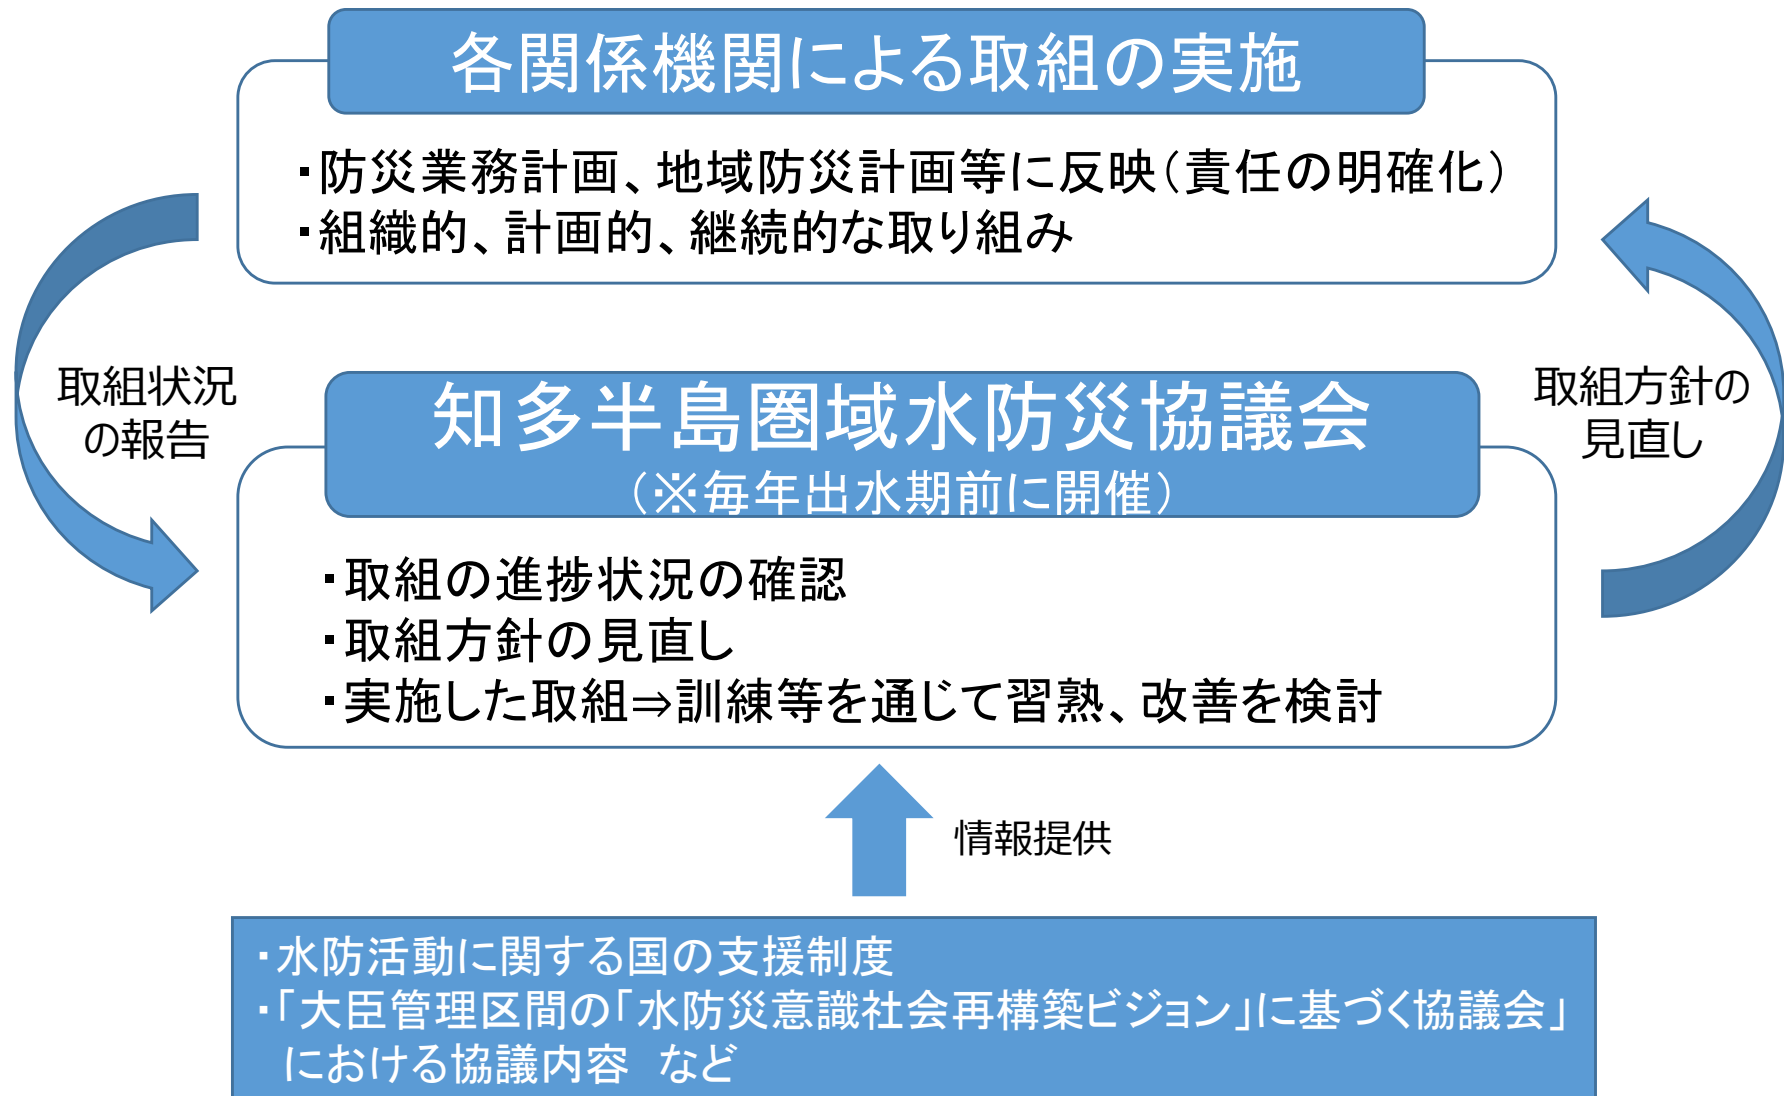 各関係機関による取組の実施
・防災業務計画、地域防災計画等に反映（責任の明確化）
・組織的、計画的、継続的な取り組み
取組状況
の報告
取組方針の
見直し
知多半島圏域水防災協議会
（※毎年出水期前に開催）
・取組の進捗状況の確認
・取組方針の見直し
・実施した取組⇒訓練等を通じて習熟、改善を検討
情報提供
・水防活動に関する国の支援制度
・「大臣管理区間の「水防災意識社会再構築ビジョン」に基づく協議会」
における協議内容　など